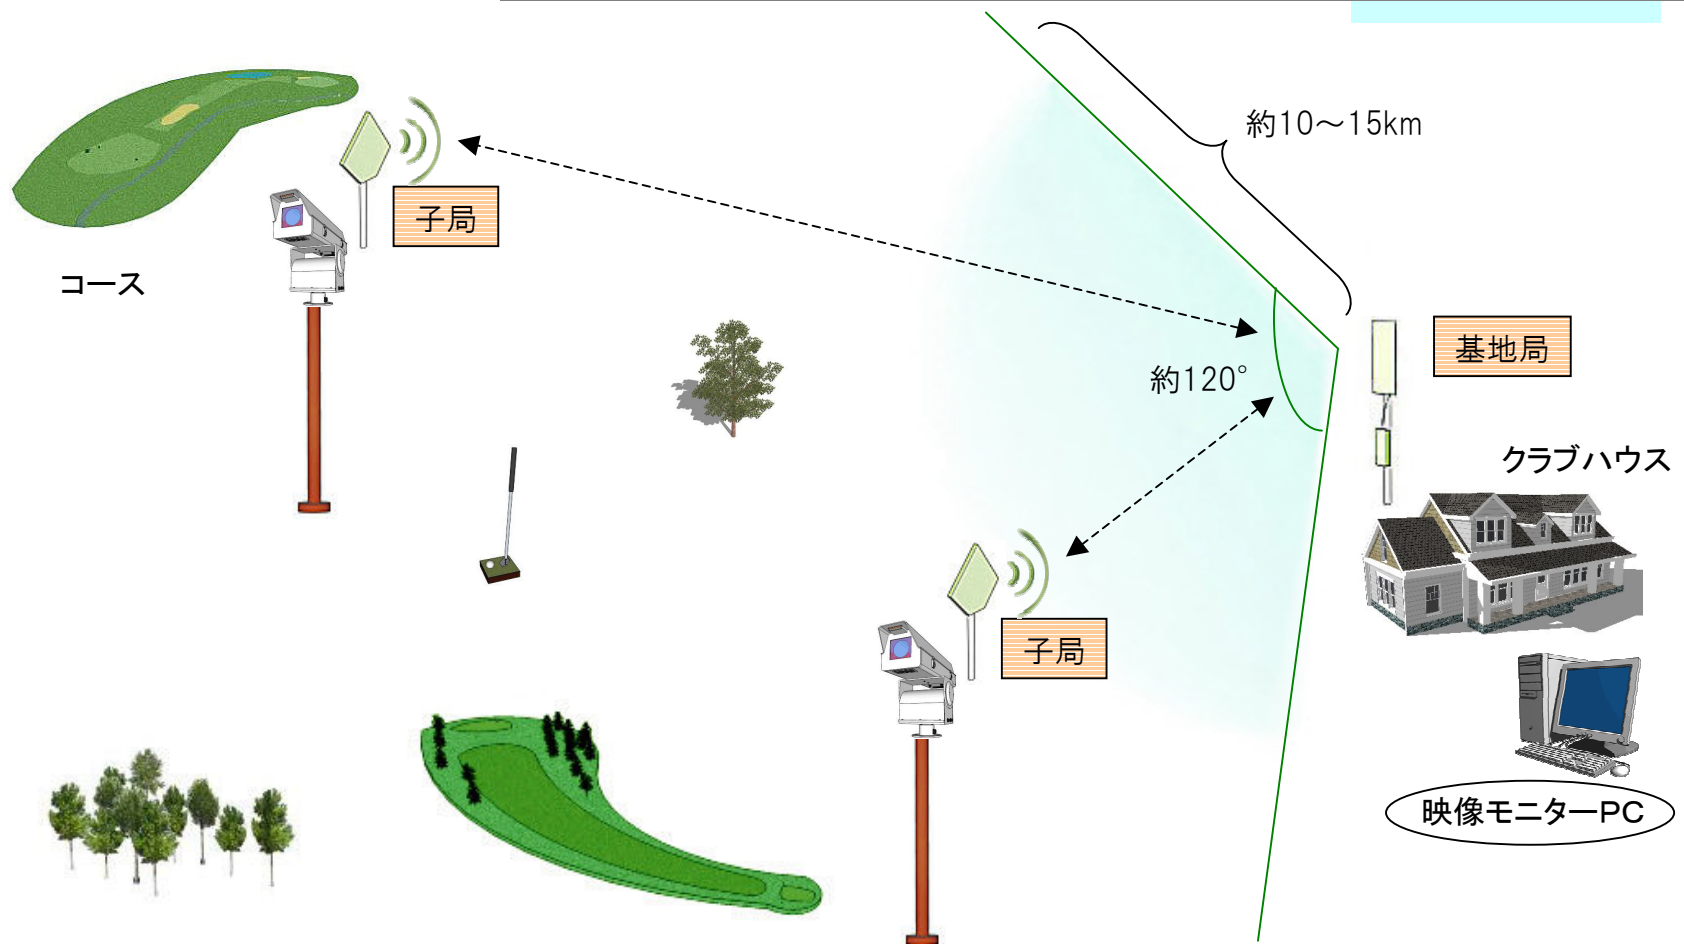 約10～15km
子局
コース
基地局
約120°
クラブハウス
子局
映像モニターPC